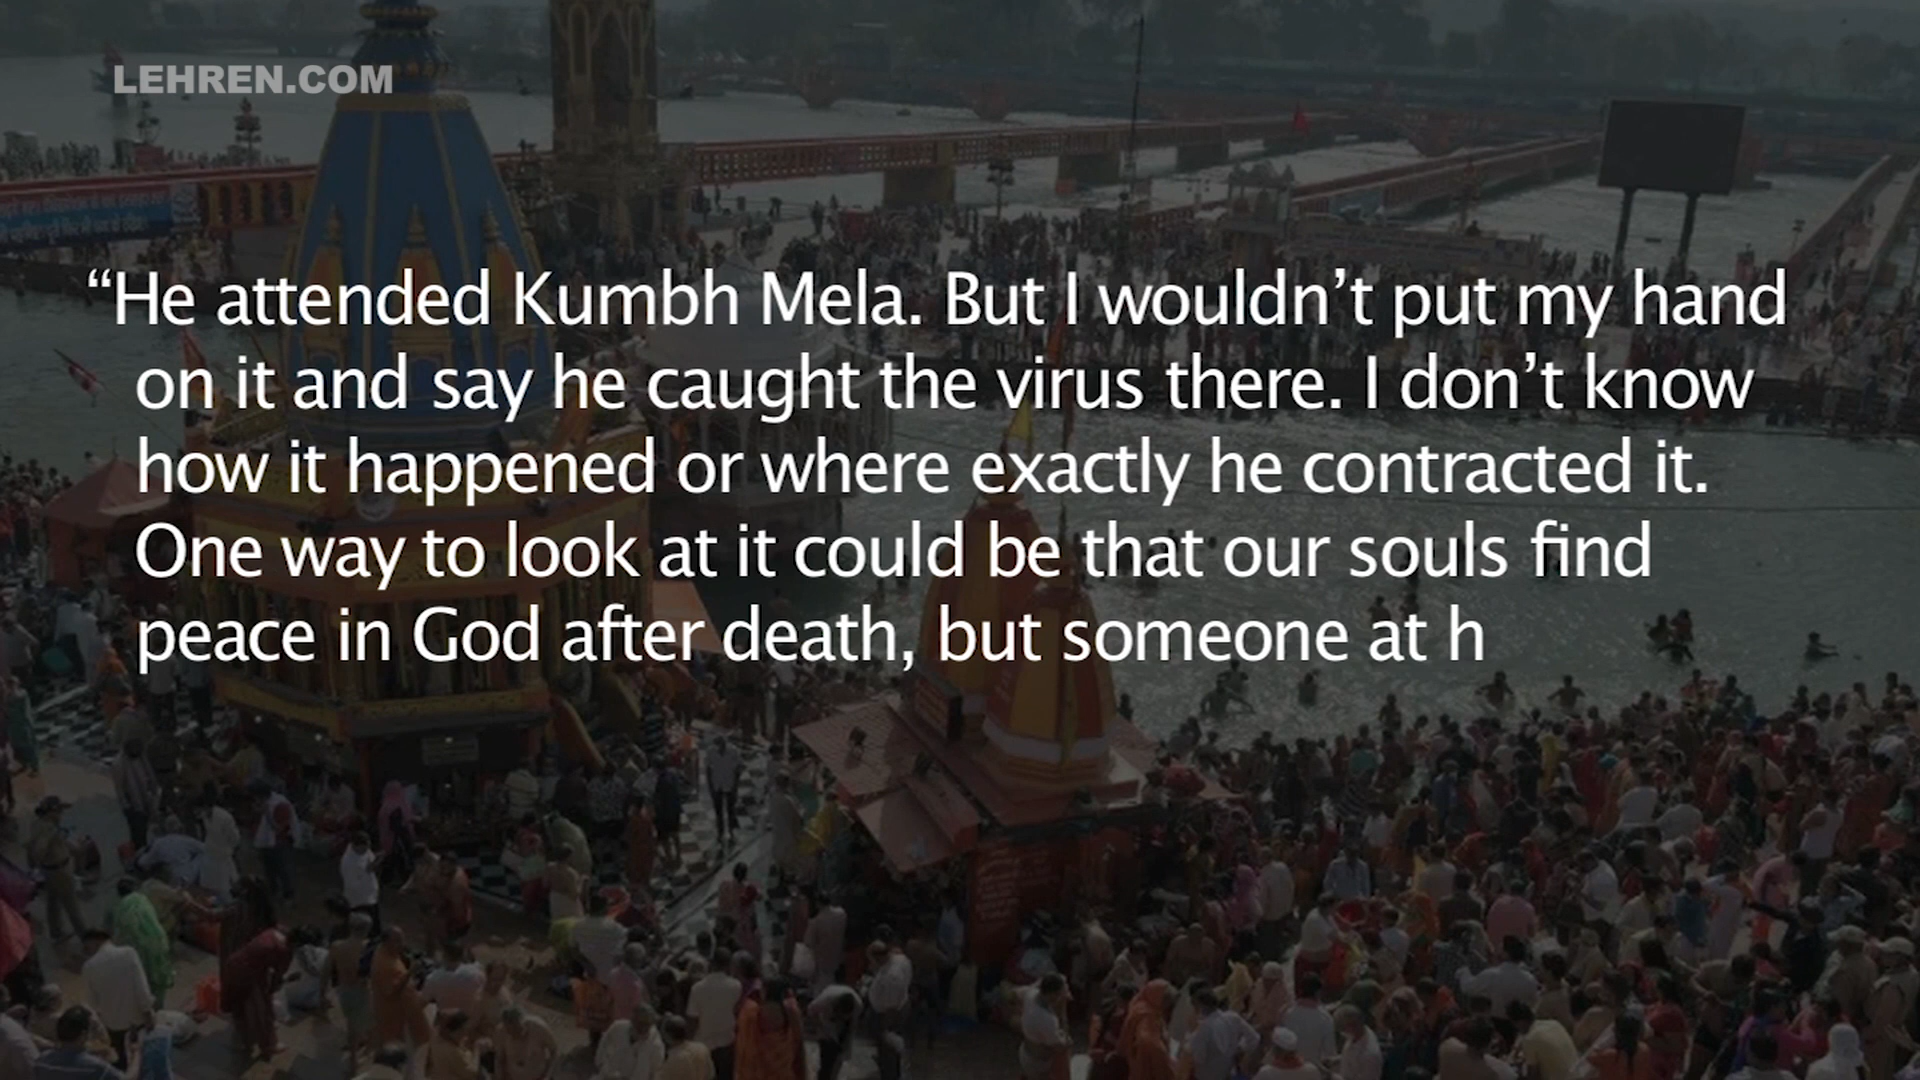 LEHREN.COM
“He attended Kumbh Mela. But I wouldn’t put my hand
on it and say he caught the virus there. I don’t know
how it happened or where exactly he contracted it.
One way to look at it could be that our souls find
peace in God after death, but someone at h